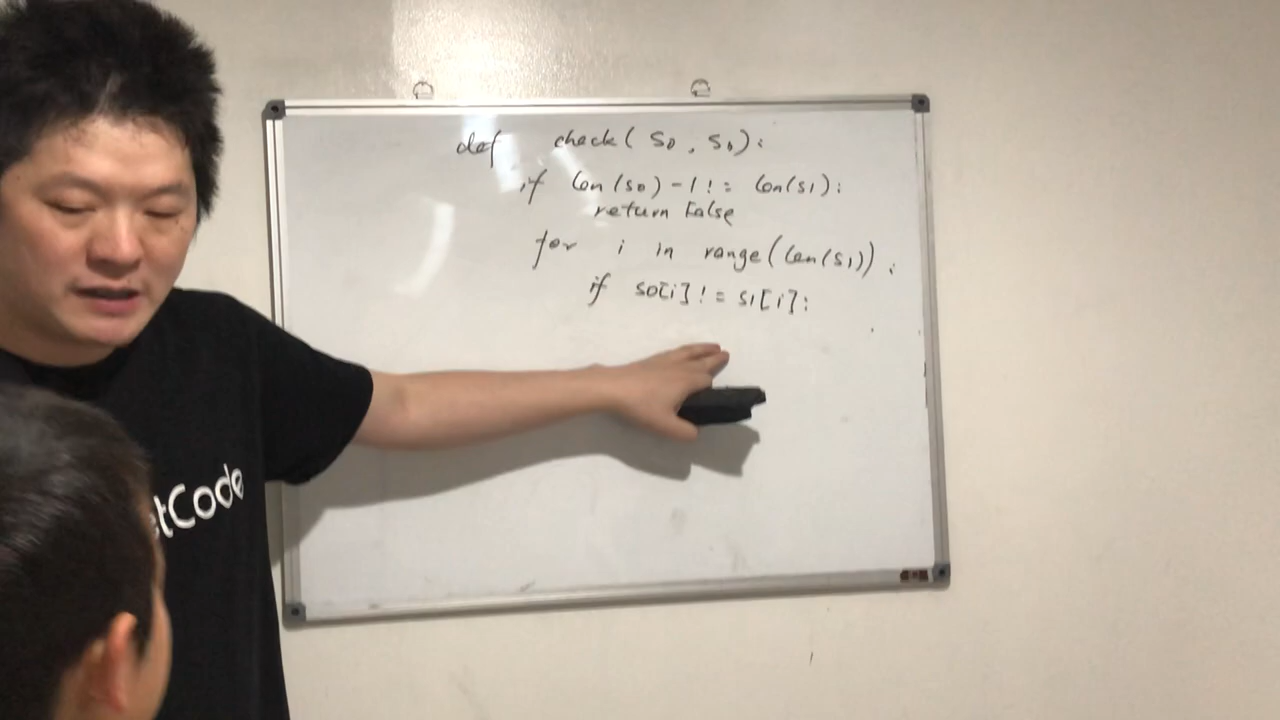 def check(s0, s1):
if len(s0)-1 != len(s1):
return False
for i in range(len(s1)):
if s0[i] != s1[i]:
etCode